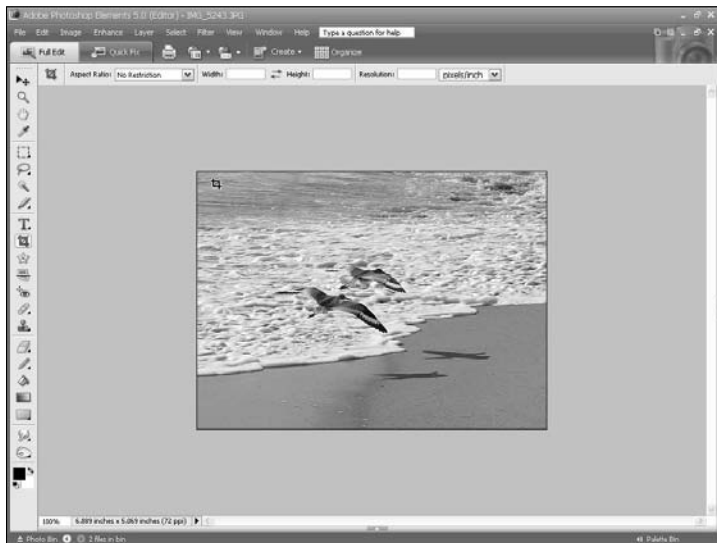 Adobe Photoshop Elements 5.0 (Editor) - IMG_5243.JPG
File Edit Image Enhance Layer Select Filter View Window Help Type a question for help
Full Edit Quick Fix Create Organize
Aspect Ratio: No Restriction Width: Height: Resolution: pixels/inch
T
100% 6.889 inches x 5.069 inches (72 ppi)
Photo Bin 2 files in bin Palette Bin